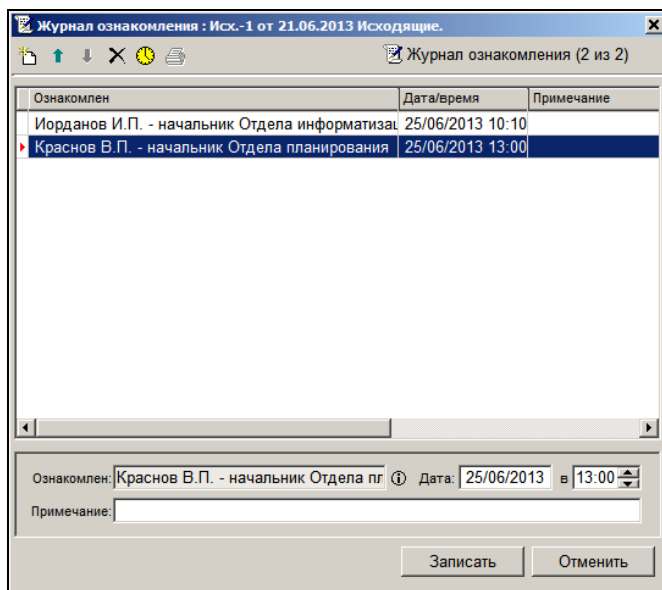 Журнал ознакомления : Исх.-1 от 21.06.2013 Исходящие.
Журнал ознакомления (2 из 2)
Ознакомлен Дата/время Примечание
Иорданов И.П. - начальник Отдела информатизац 25/06/2013 10:10
Краснов В.П. - начальник Отдела планирования 25/06/2013 13:00
Ознакомлен: Краснов В.П. - начальник Отдела пл Дата: 25/06/2013 в 13:00
Примечание:
Записать Отменить